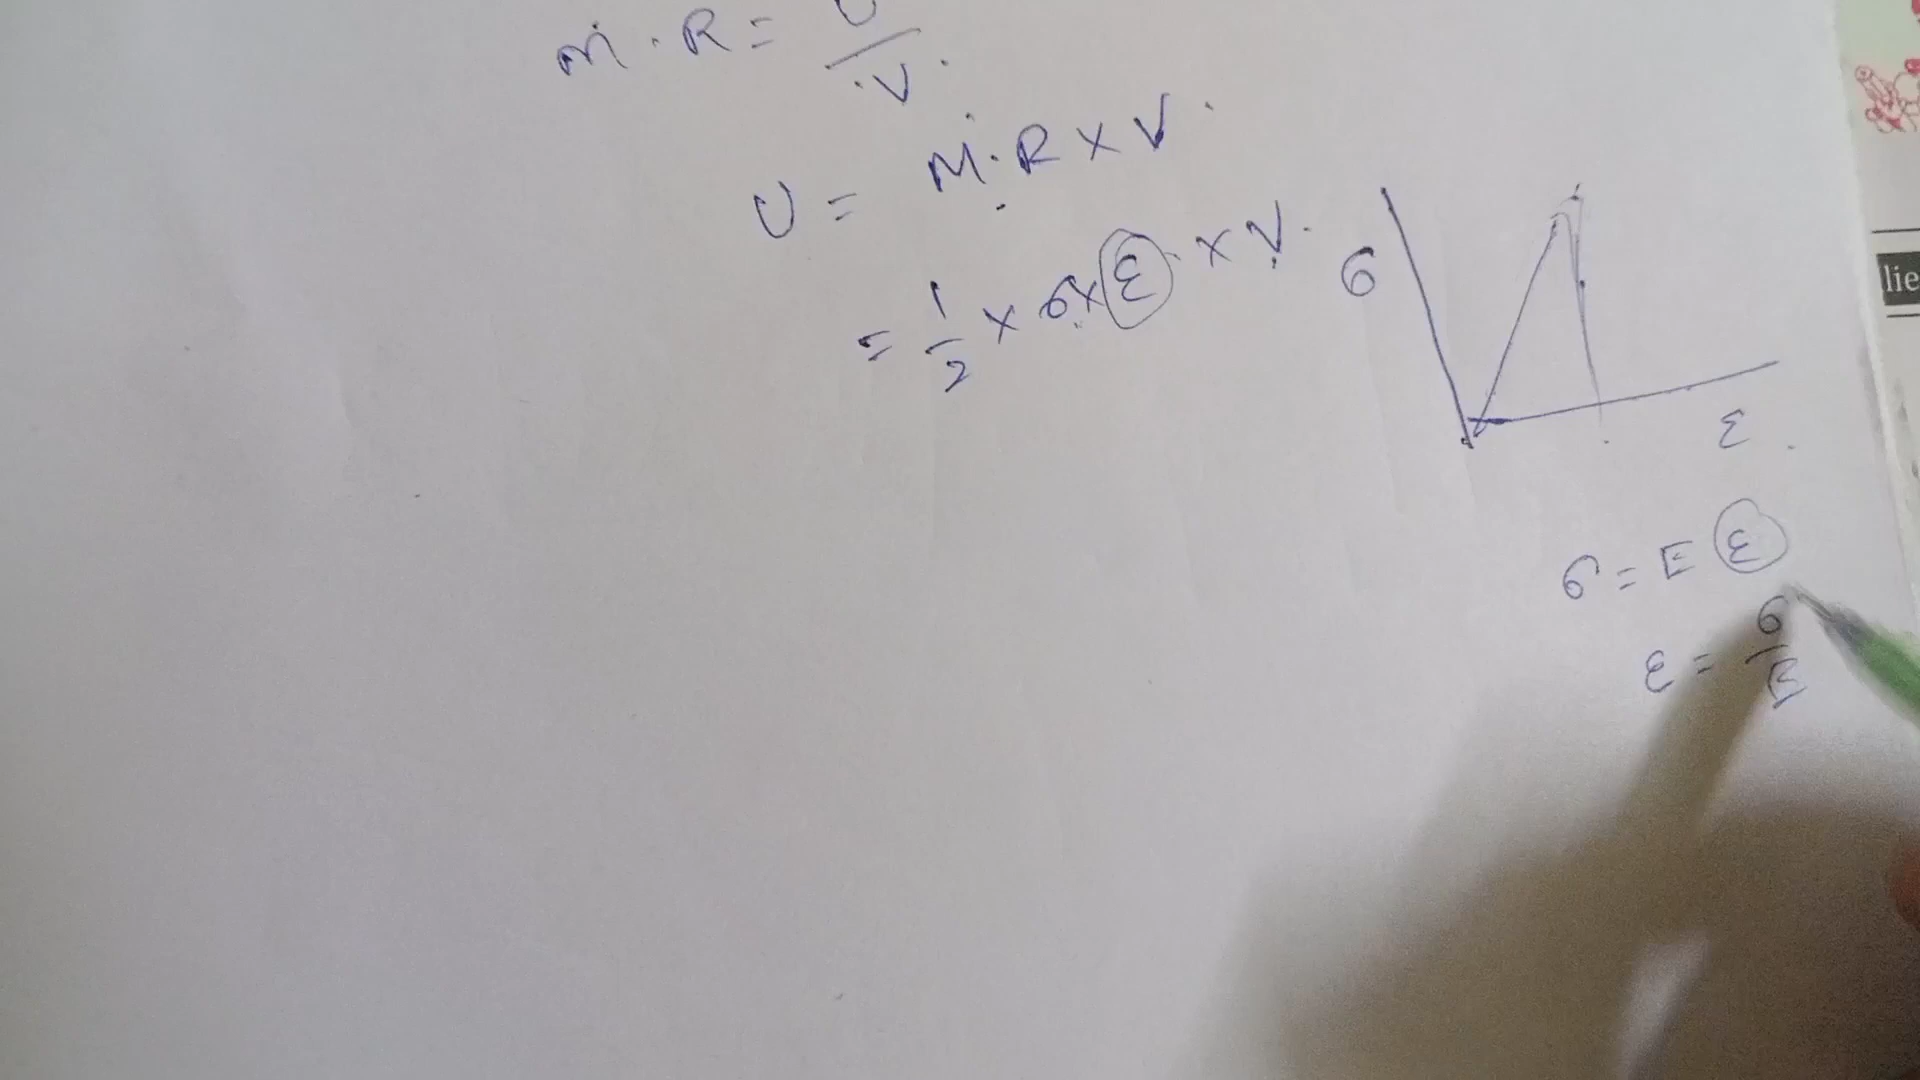 M.R = U/V.
U = M.R × V.
= 1/2 × σ × ε × V.
σ
ε
σ = E ε
ε = σ/E
lie